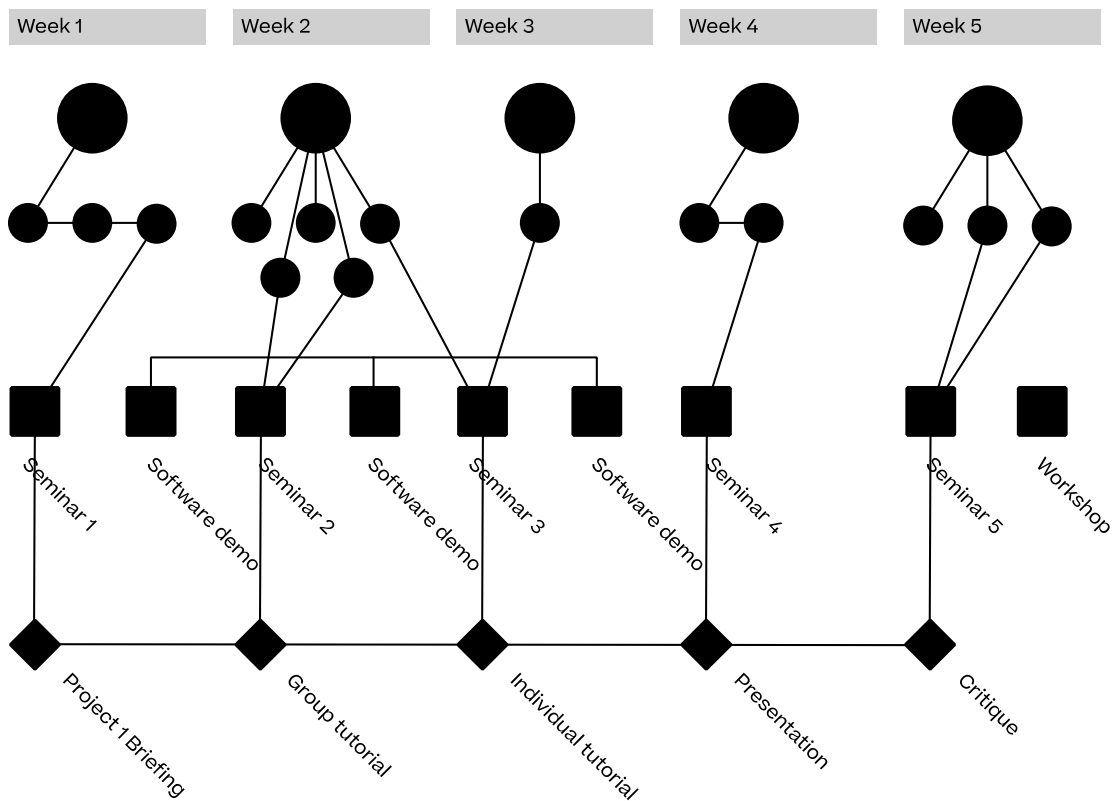 Week 1
Week 2
Week 3
Week 4
Week 5
Seminar 1
Software demo
Seminar 2
Software demo
Seminar 3
Software demo
Seminar 4
Seminar 5
Workshop
Project 1 Briefing
Group tutorial
Individual tutorial
Presentation
Critique